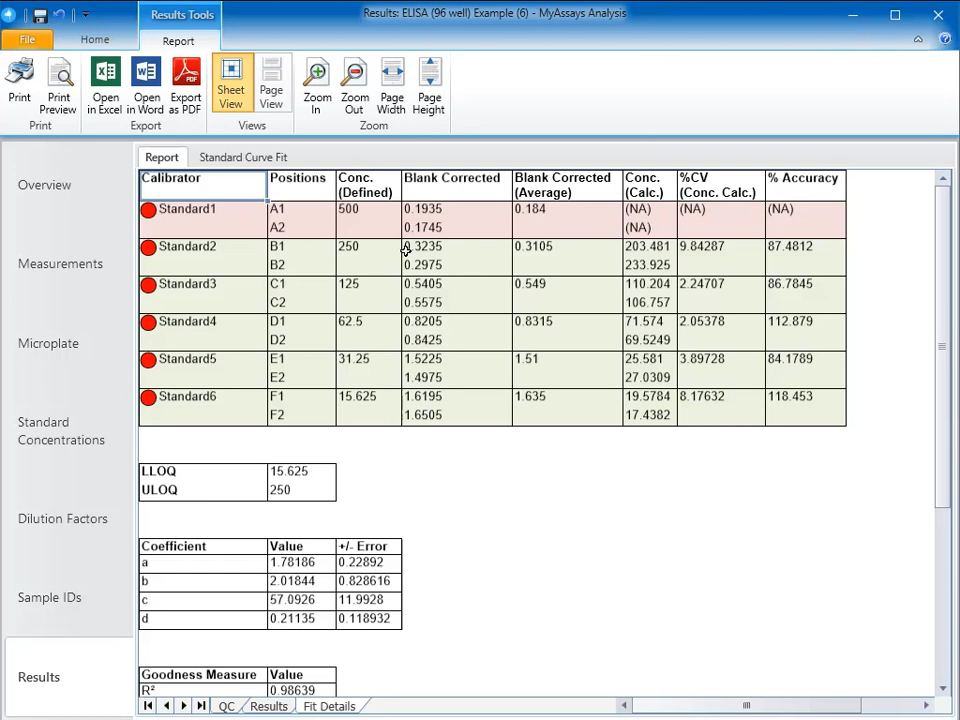 Results Tools
Results: ELISA (96 well) Example (6) - MyAssays Analysis
File Home Report
Print
Print Preview
Open in Excel
Open in Word
Export as PDF
Sheet View
Page View
Zoom In
Zoom Out
Page Width
Page Height
Print Export Views Zoom
Overview
Measurements
Microplate
Standard Concentrations
Dilution Factors
Sample IDs
Results
Report Standard Curve Fit
Calibrator Positions Conc. (Defined) Blank Corrected Blank Corrected (Average) Conc. (Calc.) %CV (Conc. Calc.) % Accuracy
Standard1 A1 500 0.1935 0.184 (NA) (NA) (NA)
A2 0.1745 (NA)
Standard2 B1 250 0.3235 0.3105 203.481 9.84287 87.4812
B2 0.2975 233.925
Standard3 C1 125 0.5405 0.549 110.204 2.24707 86.7845
C2 0.5575 106.757
Standard4 D1 62.5 0.8205 0.8315 71.574 2.05378 112.879
D2 0.8425 69.5249
Standard5 E1 31.25 1.5225 1.51 25.581 3.89728 84.1789
E2 1.4975 27.0309
Standard6 F1 15.625 1.6195 1.635 19.5784 8.17632 118.453
F2 1.6505 17.4382
LLOQ 15.625
ULOQ 250
Coefficient Value +/- Error
a 1.78186 0.22892
b 2.01844 0.828616
c 57.0926 11.9928
d 0.21135 0.118932
Goodness Measure Value
R² 0.98639
QC Results Fit Details